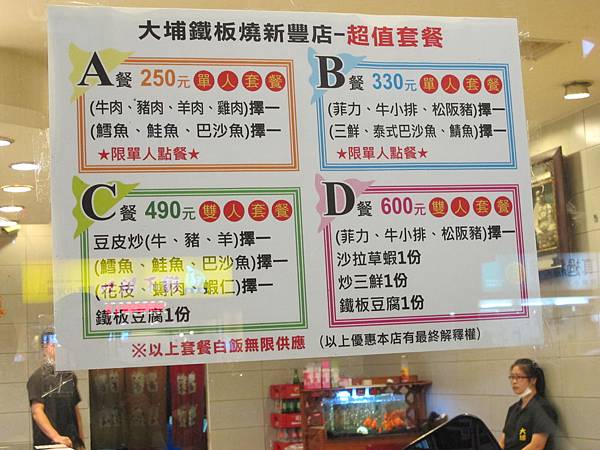 大埔鐵板燒新豐店-超值套餐
A餐 250元 單人套餐
(牛肉、豬肉、羊肉、雞肉)擇一
(鱈魚、鮭魚、巴沙魚)擇一
★限單人點餐★
B餐 330元 單人套餐
(菲力、牛小排、松阪豬)擇一
(三鮮、泰式巴沙魚、鯖魚)擇一
★限單人點餐★
C餐 490元 雙人套餐
豆皮炒(牛、豬、羊)擇一
(鱈魚、鮭魚、巴沙魚)擇一
(花枝、蟳肉、蝦仁)擇一
鐵板豆腐1份
D餐 600元 雙人套餐
(菲力、牛小排、松阪豬)擇一
沙拉草蝦1份
炒三鮮1份
鐵板豆腐1份
※以上套餐白飯無限供應 (以上優惠本店有最終解釋權)
大埔